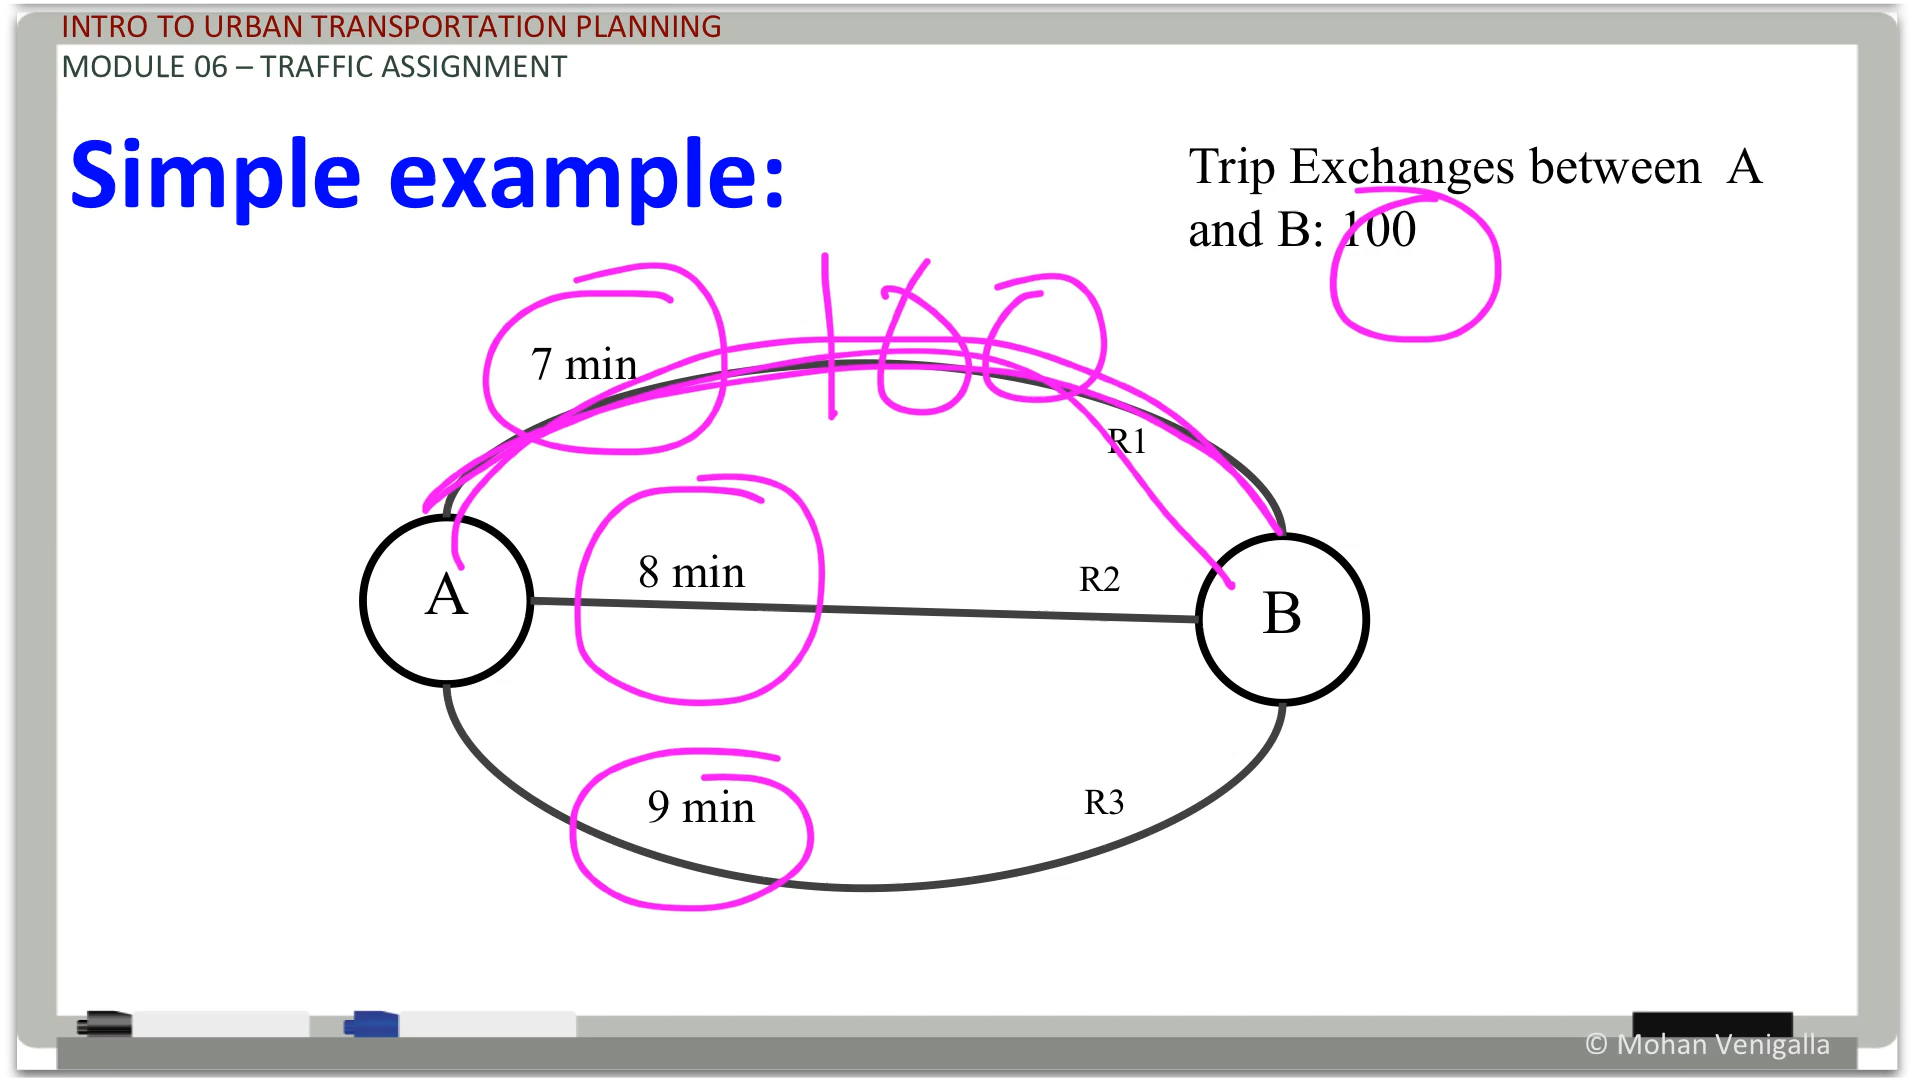 INTRO TO URBAN TRANSPORTATION PLANNING
MODULE 06 – TRAFFIC ASSIGNMENT
Simple example:
Trip Exchanges between A
and B: 100
100
7 min
R1
8 min
R2
A
B
9 min
R3
© Mohan Venigalla